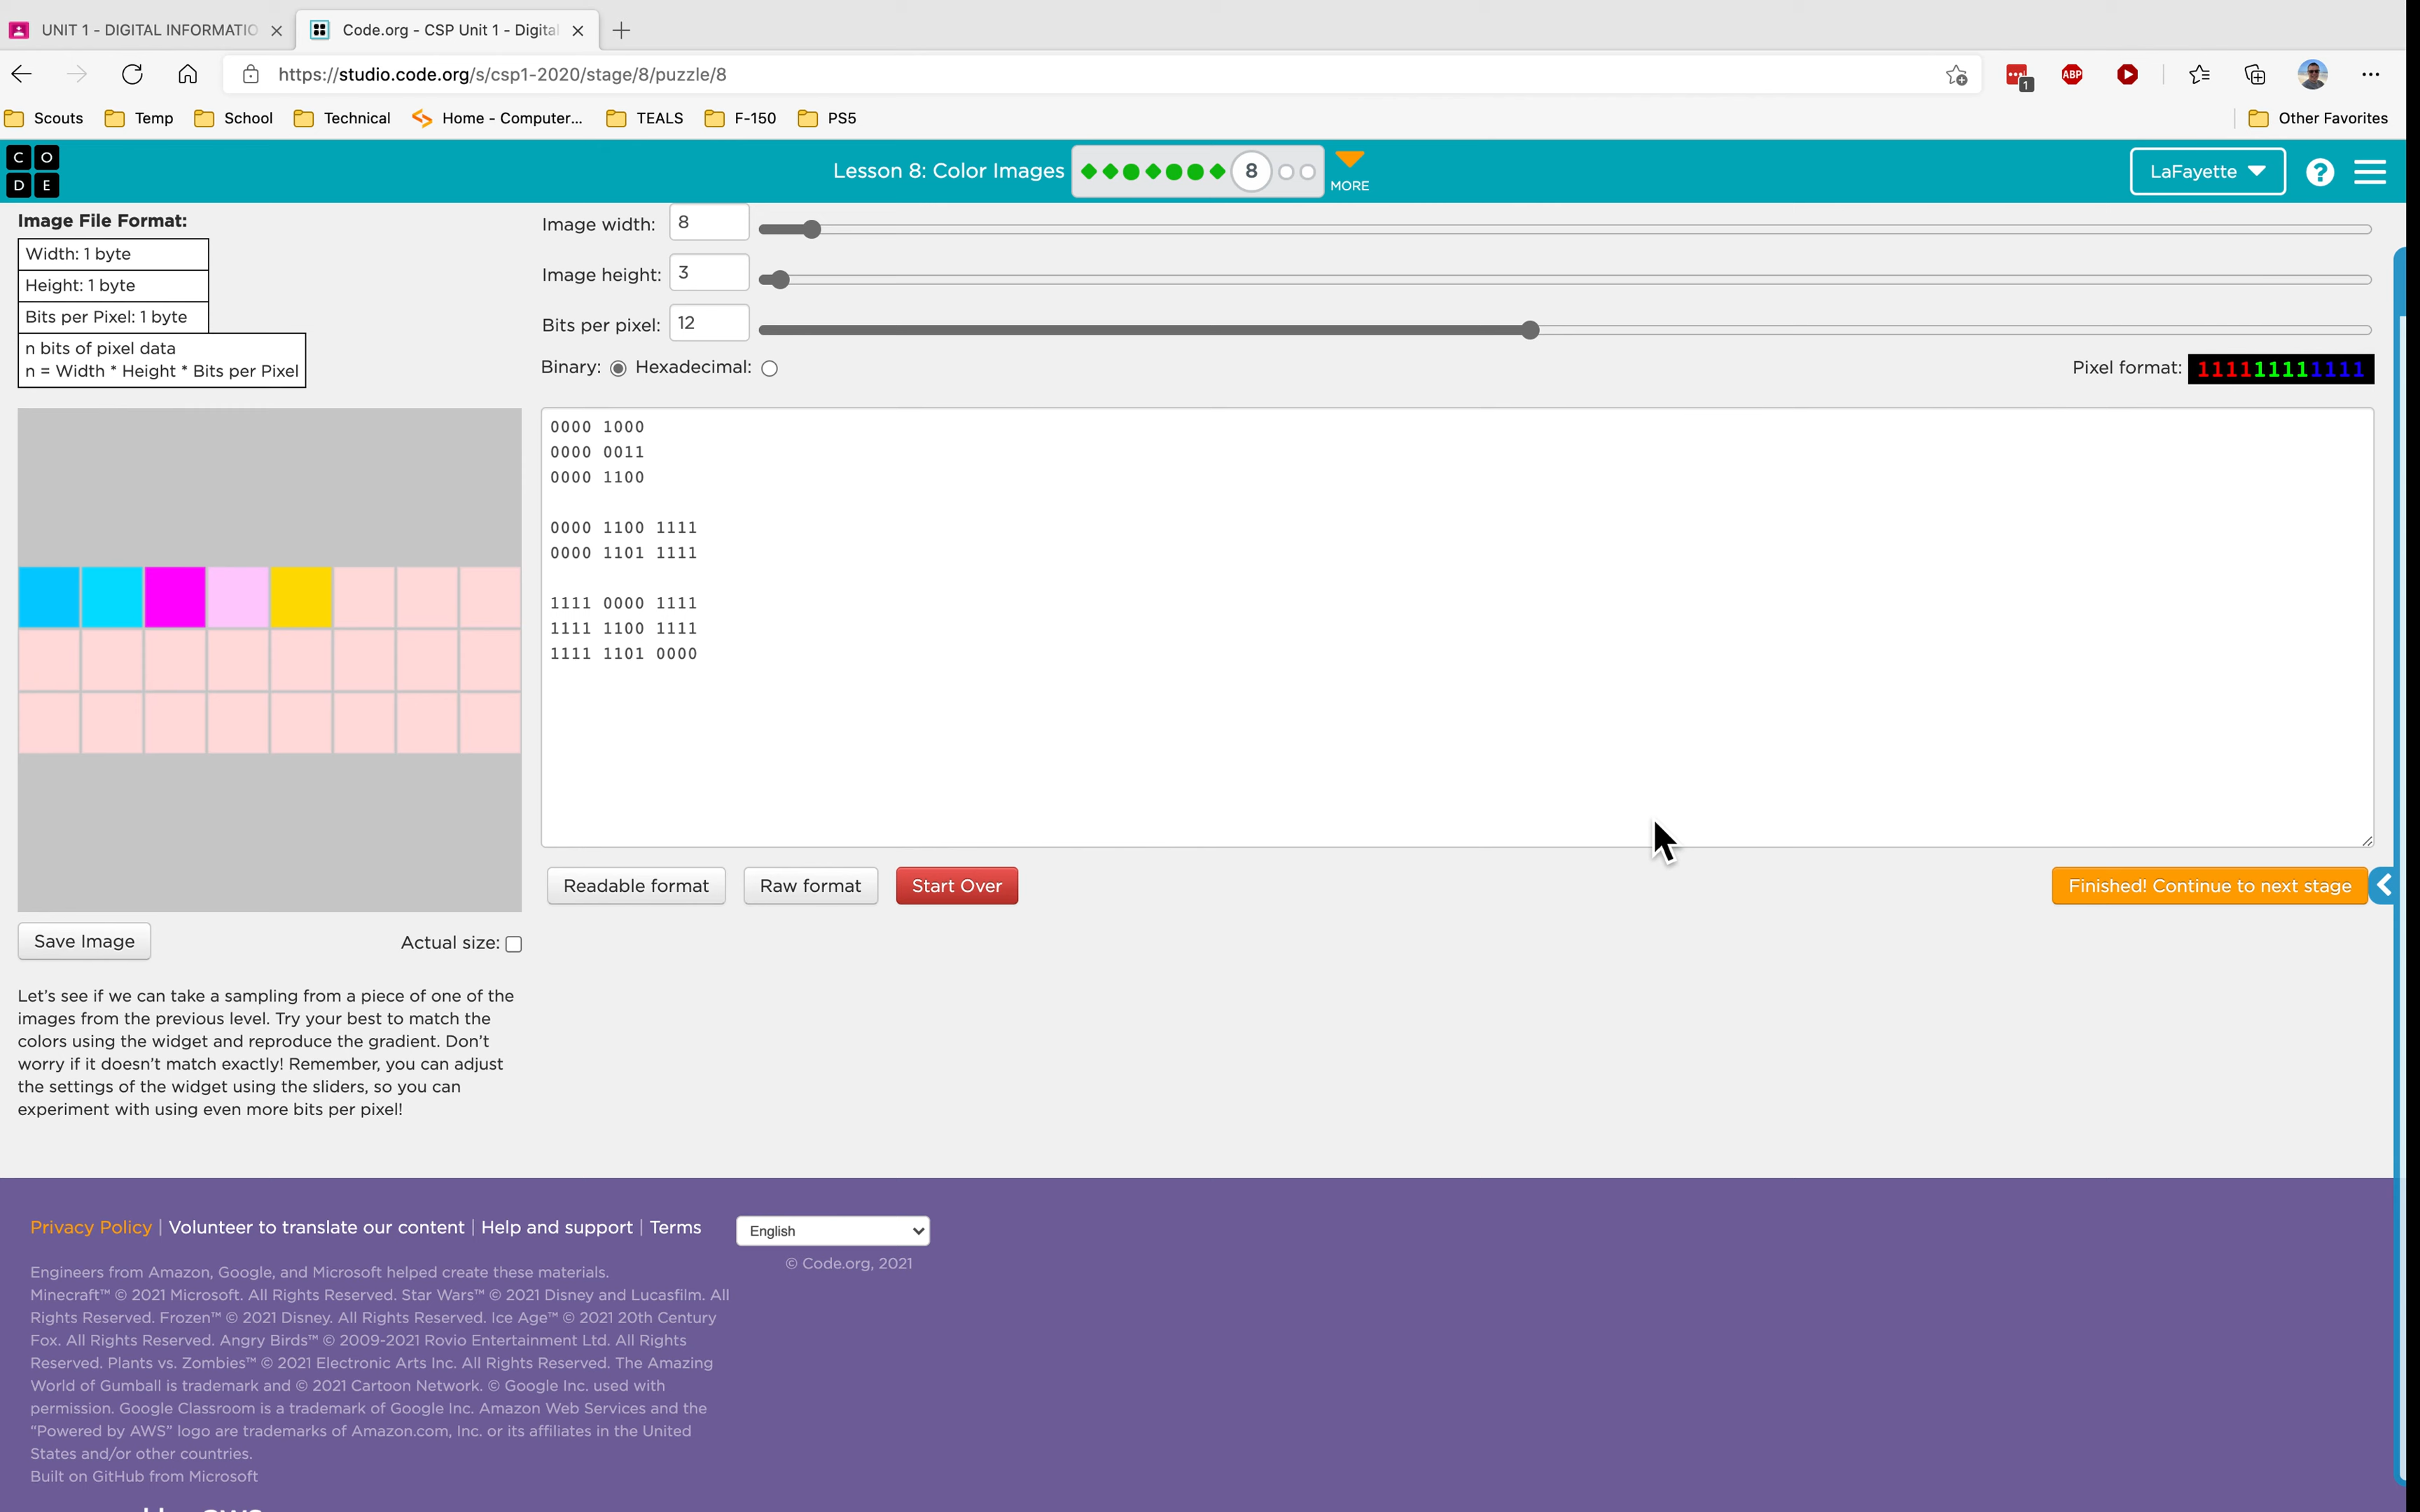 UNIT 1 - DIGITAL INFORMATIO
Code.org - CSP Unit 1 - Digital
https://studio.code.org/s/csp1-2020/stage/8/puzzle/8
1
ABP
Scouts
Temp
School
Technical
Home - Computer...
TEALS
F-150
PS5
Other Favorites
C O
D E
Lesson 8: Color Images
8
MORE
LaFayette
?
Image File Format:
Width: 1 byte
Height: 1 byte
Bits per Pixel: 1 byte
n bits of pixel data
n = Width * Height * Bits per Pixel
Image width: 8
Image height: 3
Bits per pixel: 12
Binary: Hexadecimal:
Pixel format: 111111111111
0000 1000
0000 0011
0000 1100
0000 1100 1111
0000 1101 1111
1111 0000 1111
1111 1100 1111
1111 1101 0000
Readable format
Raw format
Start Over
Finished! Continue to next stage
Save Image
Actual size:
Let's see if we can take a sampling from a piece of one of the
images from the previous level. Try your best to match the
colors using the widget and reproduce the gradient. Don't
worry if it doesn't match exactly! Remember, you can adjust
the settings of the widget using the sliders, so you can
experiment with using even more bits per pixel!
Privacy Policy | Volunteer to translate our content | Help and support | Terms
English
© Code.org, 2021
Engineers from Amazon, Google, and Microsoft helped create these materials.
Minecraft™ © 2021 Microsoft. All Rights Reserved. Star Wars™ © 2021 Disney and Lucasfilm. All
Rights Reserved. Frozen™ © 2021 Disney. All Rights Reserved. Ice Age™ © 2021 20th Century
Fox. All Rights Reserved. Angry Birds™ © 2009-2021 Rovio Entertainment Ltd. All Rights
Reserved. Plants vs. Zombies™ © 2021 Electronic Arts Inc. All Rights Reserved. The Amazing
World of Gumball is trademark and © 2021 Cartoon Network. © Google Inc. used with
permission. Google Classroom is a trademark of Google Inc. Amazon Web Services and the
“Powered by AWS” logo are trademarks of Amazon.com, Inc. or its affiliates in the United
States and/or other countries.
Built on GitHub from Microsoft